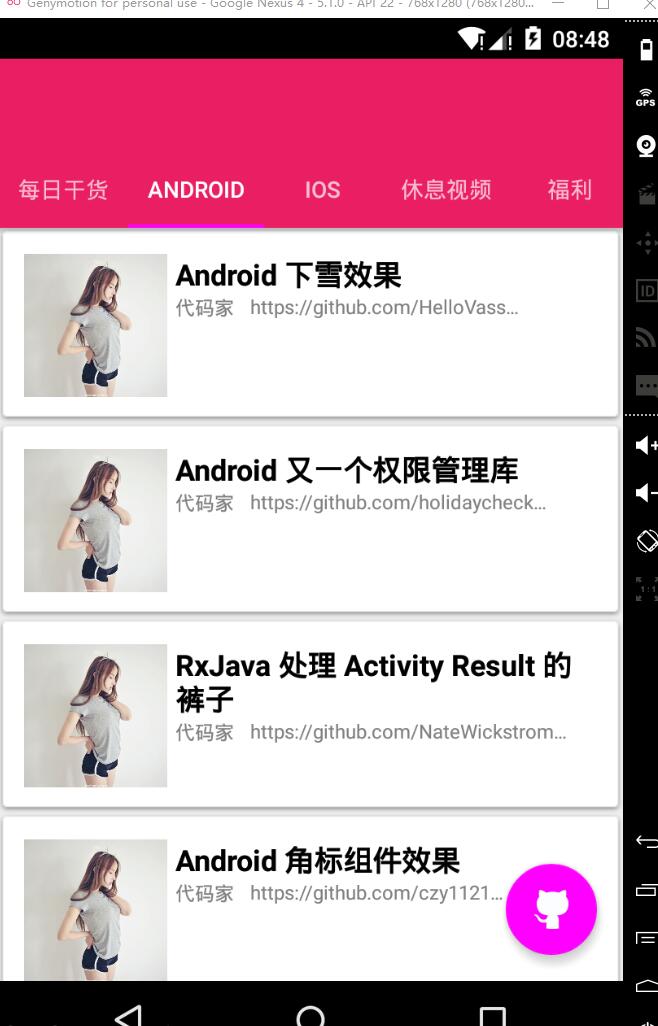 Genymotion for personal use - Google Nexus 4 - 5.1.0 - API 22 - 768x1280 (768x1280...
08:48
GPS
每日干货 ANDROID IOS 休息视频 福利
Android 下雪效果
代码家 https://github.com/HelloVass...
ID
Android 又一个权限管理库
代码家 https://github.com/holidaycheck...
1:1
RxJava 处理 Activity Result 的
裤子
代码家 https://github.com/NateWickstrom...
Android 角标组件效果
代码家 https://github.com/czy1121...